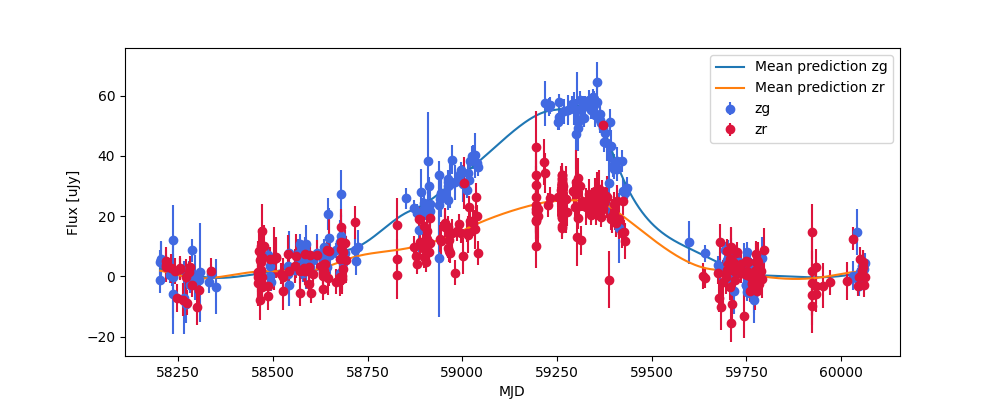 Flux [uJy]
60
40
20
0
−20
Mean prediction zg
Mean prediction zr
zg
zr
58250 58500 58750 59000 59250 59500 59750 60000
MJD